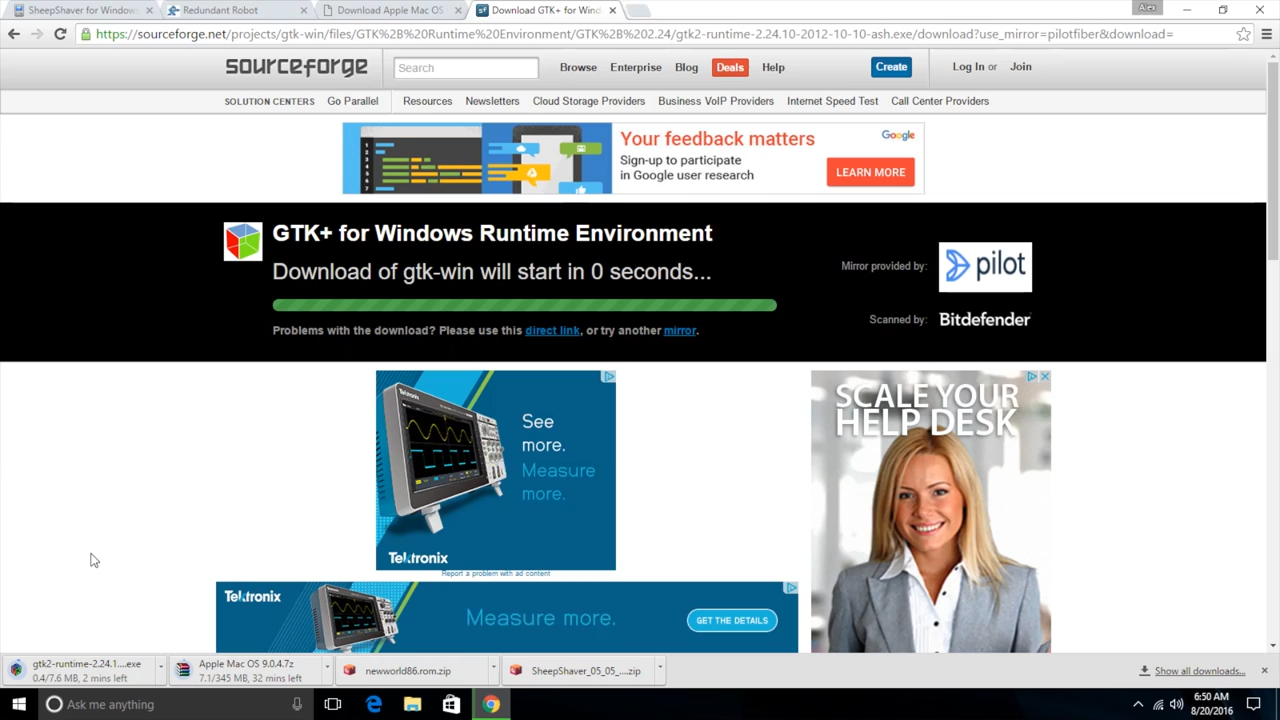 SheepShaver for Windows
Redundant Robot
Download Apple Mac OS
Download GTK+ for Wind
Alex
https://sourceforge.net/projects/gtk-win/files/GTK%2B%20Runtime%20Environment/GTK%2B%202.24/gtk2-runtime-2.24.10-2012-10-10-ash.exe/download?use_mirror=pilotfiber&download=
sourceforge
Search
Browse Enterprise Blog Deals Help
Create
Log In or Join
SOLUTION CENTERS Go Parallel Resources Newsletters Cloud Storage Providers Business VoIP Providers Internet Speed Test Call Center Providers
Your feedback matters
Google
Sign-up to participate
in Google user research
LEARN MORE
GTK+ for Windows Runtime Environment
Download of gtk-win will start in 0 seconds...
Problems with the download? Please use this direct link, or try another mirror.
Mirror provided by:
pilot
Scanned by:
Bitdefender
Tektronix
See
more.
Measure
more.
Tektronix
Report a problem with ad content
SCALE YOUR
HELP DESK
Tektronix
Measure more.
GET THE DETAILS
gtk2-runtime-2.24.1....exe
0.4/7.6 MB, 2 mins left
Apple Mac OS 9.0.4.7z
7.1/345 MB, 32 mins left
newworld86.rom.zip
SheepShaver_05_05_....zip
Show all downloads...
Ask me anything
6:50 AM
8/20/2016